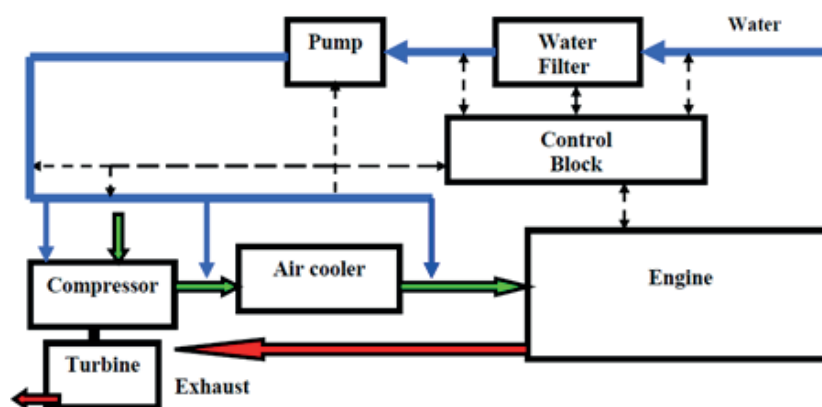 Pump
Water
Filter
Water
Control
Block
Air cooler
Compressor
Engine
Turbine
Exhaust